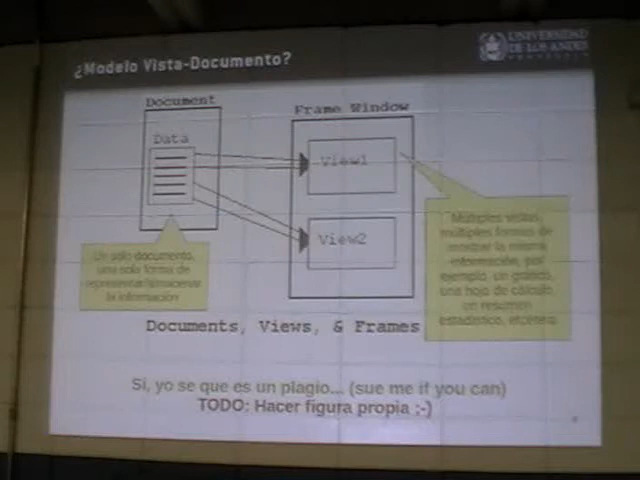 ¿Modelo Vista-Documento?
UNIVERSIDAD
DE LOS ANDES
Document
Frame Window
Data
View1
View2
Un solo documento,
una sola forma de
representar/almacenar
la información
Múltiples vistas,
múltiples formas de
mostrar la misma
información, por
ejemplo, un gráfico,
una hoja de cálculo,
un resumen
estadístico, etcétera
Documents, Views, & Frames
Sí, yo se que es un plagio... (sue me if you can)
TODO: Hacer figura propia ;-)